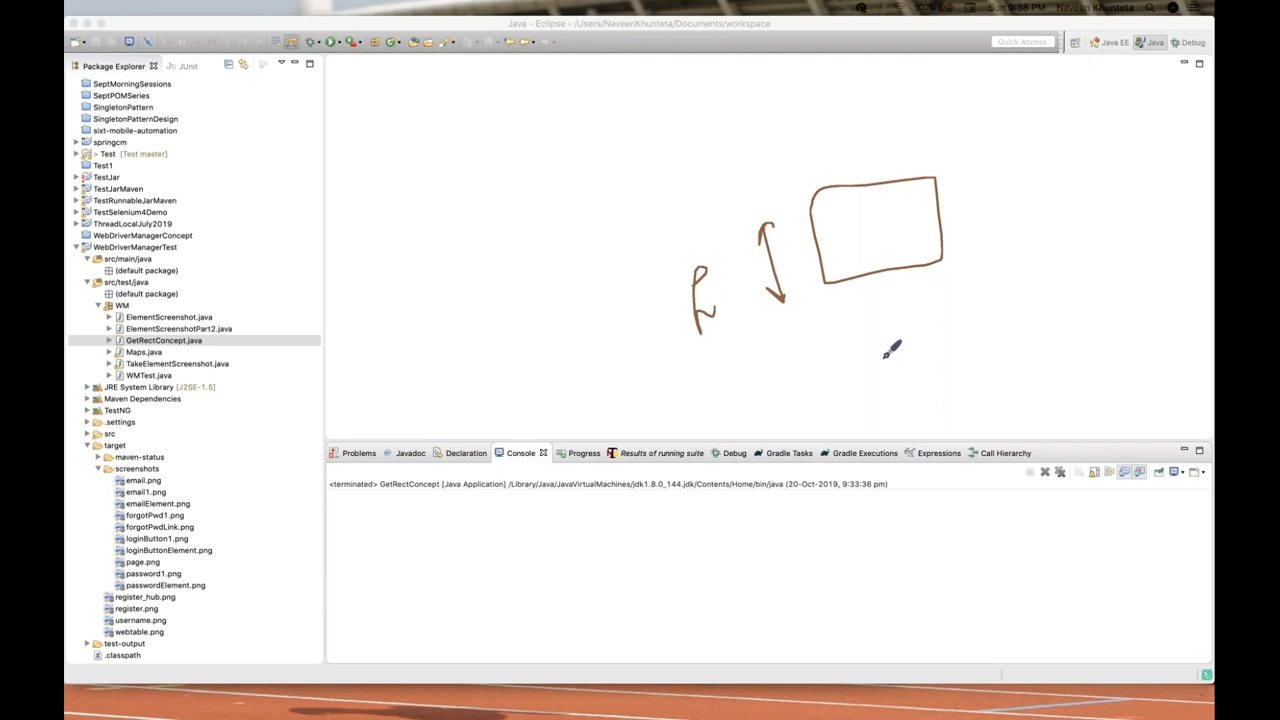 100%
Sun 9:38 PM
Naveen Khunteta
Java - Eclipse - /Users/NaveenKhunteta/Documents/workspace
Quick Access
Java EE
Java
Debug
Package Explorer
JUnit
SeptMorningSessions
SeptPOMSeries
SingletonPattern
SingletonPatternDesign
sixt-mobile-automation
springcm
> Test [Test master]
Test1
TestJar
TestJarMaven
TestRunnableJarMaven
TestSelenium4Demo
ThreadLocalJuly2019
WebDriverManagerConcept
WebDriverManagerTest
src/main/java
(default package)
src/test/java
(default package)
WM
ElementScreenshot.java
ElementScreenshotPart2.java
GetRectConcept.java
Maps.java
TakeElementScreenshot.java
WMTest.java
JRE System Library [J2SE-1.5]
Maven Dependencies
TestNG
.settings
src
target
maven-status
screenshots
email.png
email1.png
emailElement.png
forgotPwd1.png
forgotPwdLink.png
loginButton1.png
loginButtonElement.png
page.png
password1.png
passwordElement.png
register_hub.png
register.png
username.png
webtable.png
test-output
.classpath
h
Problems
Javadoc
Declaration
Console
Progress
Results of running suite
Debug
Gradle Tasks
Gradle Executions
Expressions
Call Hierarchy
<terminated> GetRectConcept [Java Application] /Library/Java/JavaVirtualMachines/jdk1.8.0_144.jdk/Contents/Home/bin/java (20-Oct-2019, 9:33:36 pm)